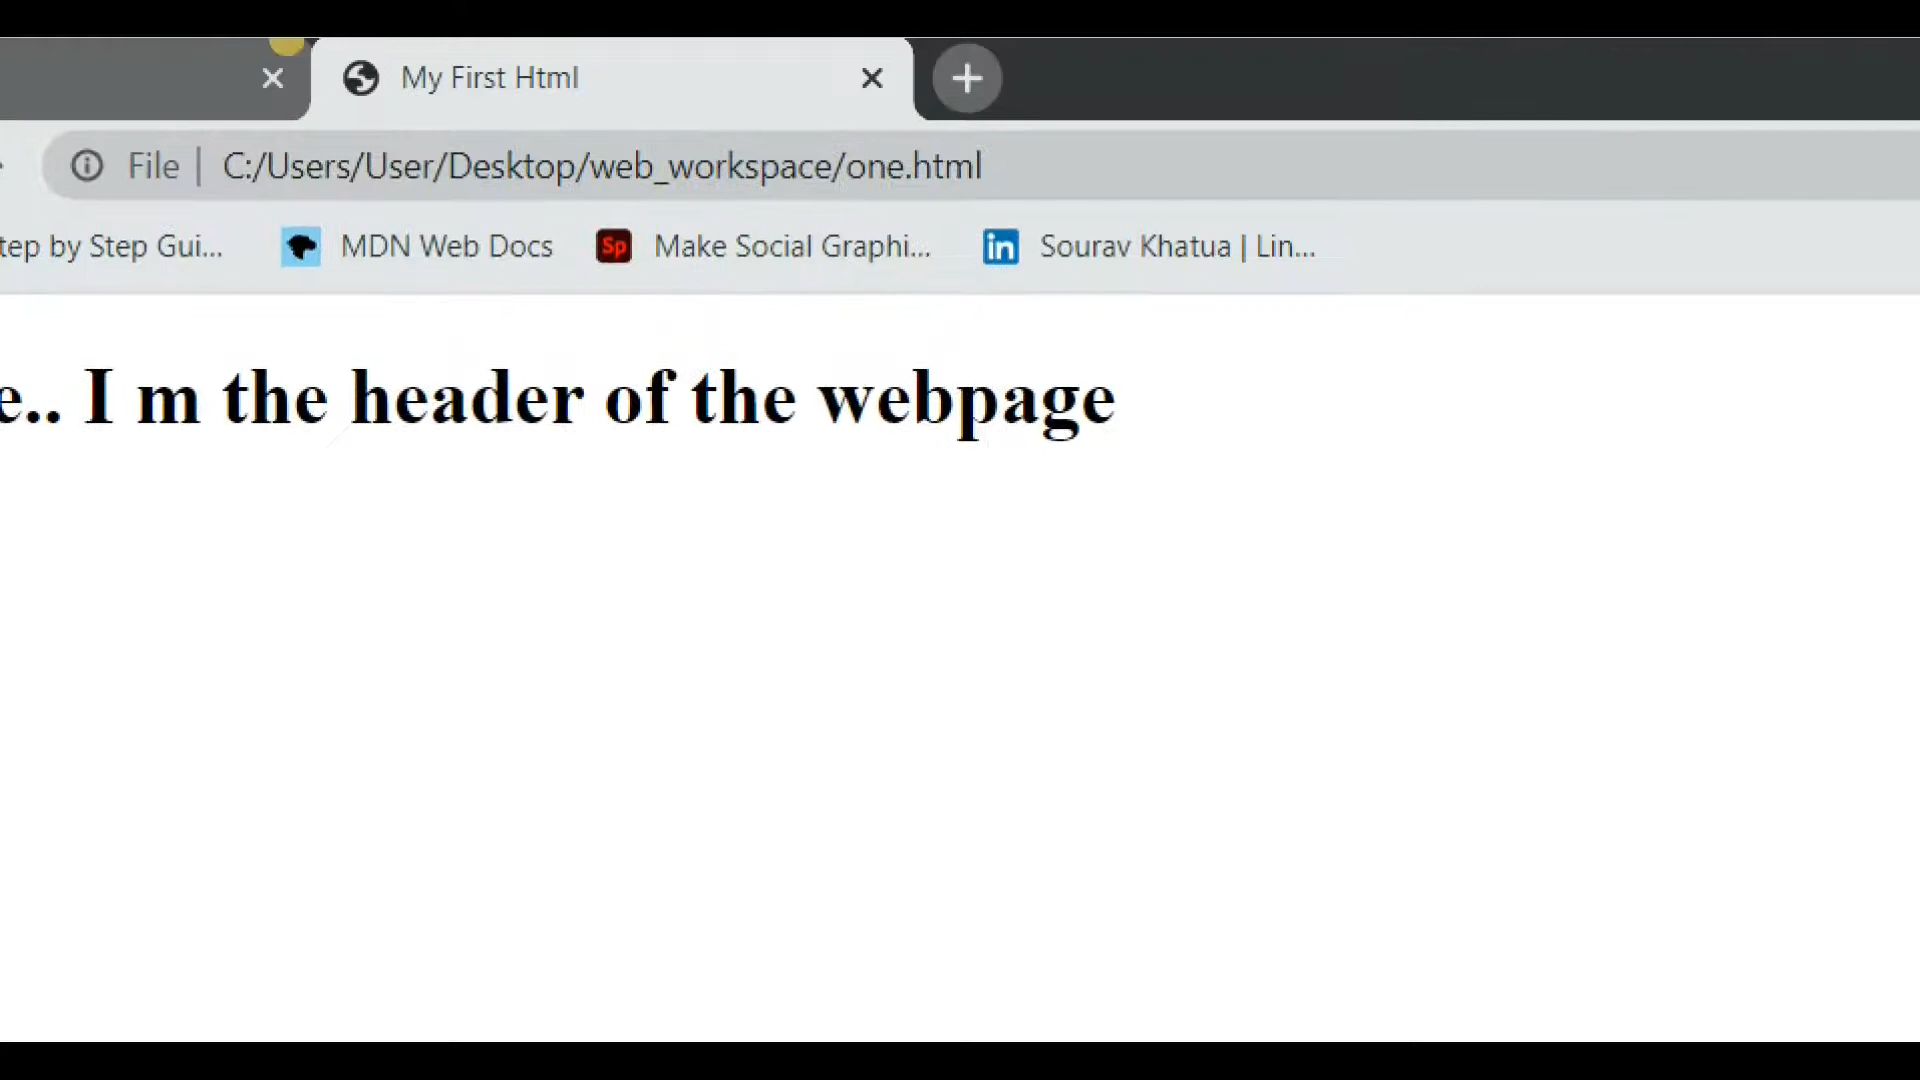 My First Html
File | C:/Users/User/Desktop/web_workspace/one.html
tep by Step Gui... MDN Web Docs Sp Make Social Graphi... in Sourav Khatua | Lin...
e.. I m the header of the webpage